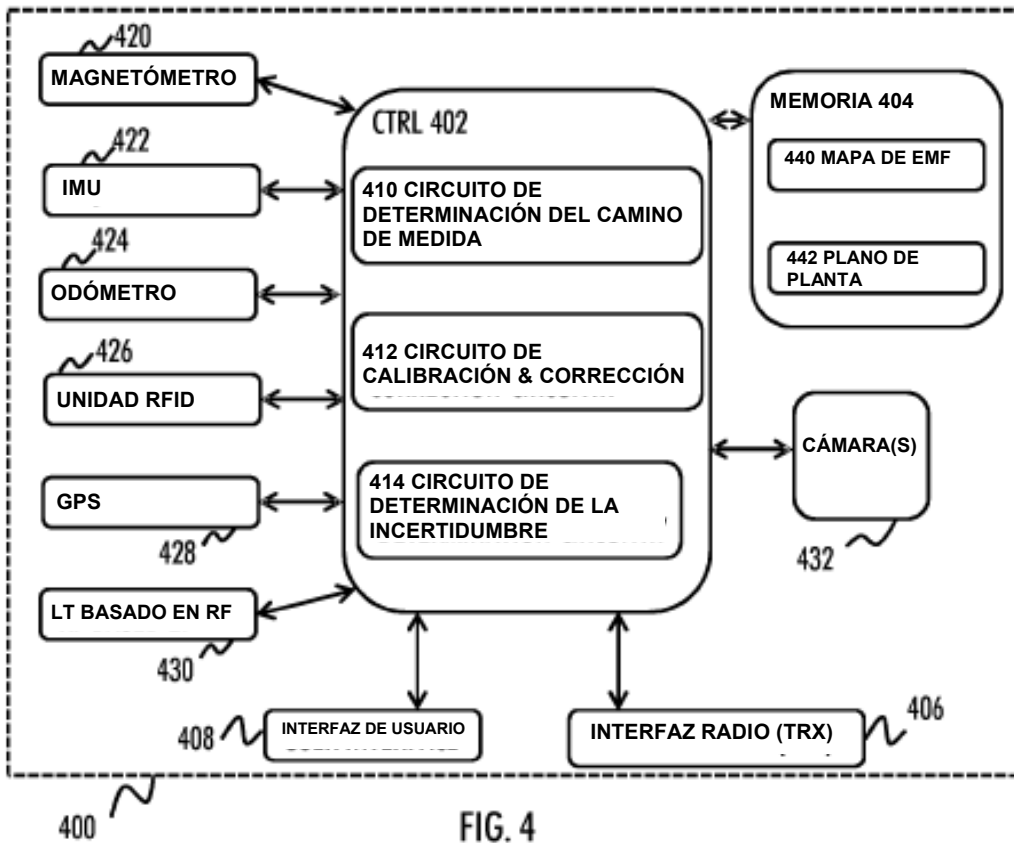 420
MAGNETÓMETRO
422
IMU
424
ODÓMETRO
426
UNIDAD RFID
GPS
428
LT BASADO EN RF
430
CTRL 402
410 CIRCUITO DE
DETERMINACIÓN DEL CAMINO
DE MEDIDA
412 CIRCUITO DE
CALIBRACIÓN & CORRECCIÓN
414 CIRCUITO DE
DETERMINACIÓN DE LA
INCERTIDUMBRE
MEMORIA 404
440 MAPA DE EMF
442 PLANO DE
PLANTA
CÁMARA(S)
432
408
INTERFAZ DE USUARIO
INTERFAZ RADIO (TRX)
406
400
FIG. 4